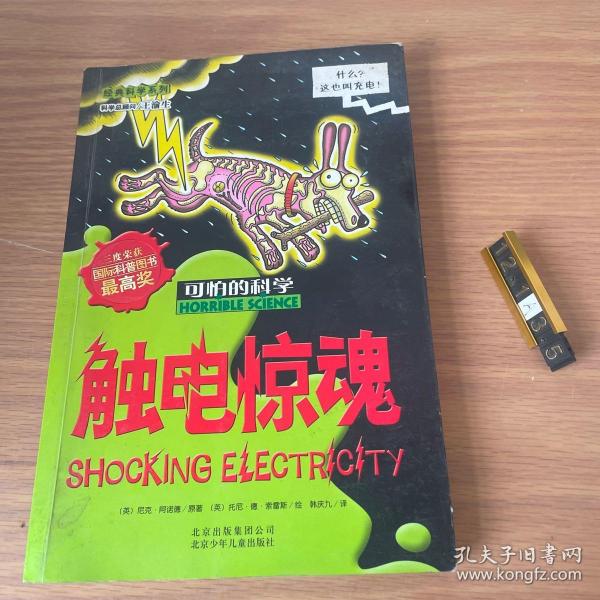 经典科学系列
科学总顾问/王渝生
什么?
这也叫充电!
三度荣获
国际科普图书
最高奖
可怕的科学
HORRIBLE SCIENCE
触电惊魂
SHOCKING ELECTRICITY
(英)尼克·阿诺德/原著 (英)托尼·德·索雷斯/绘 韩庆九/译
北京出版集团公司
北京少年儿童出版社
12.163.5
孔夫子旧书网
www.kongfz.com